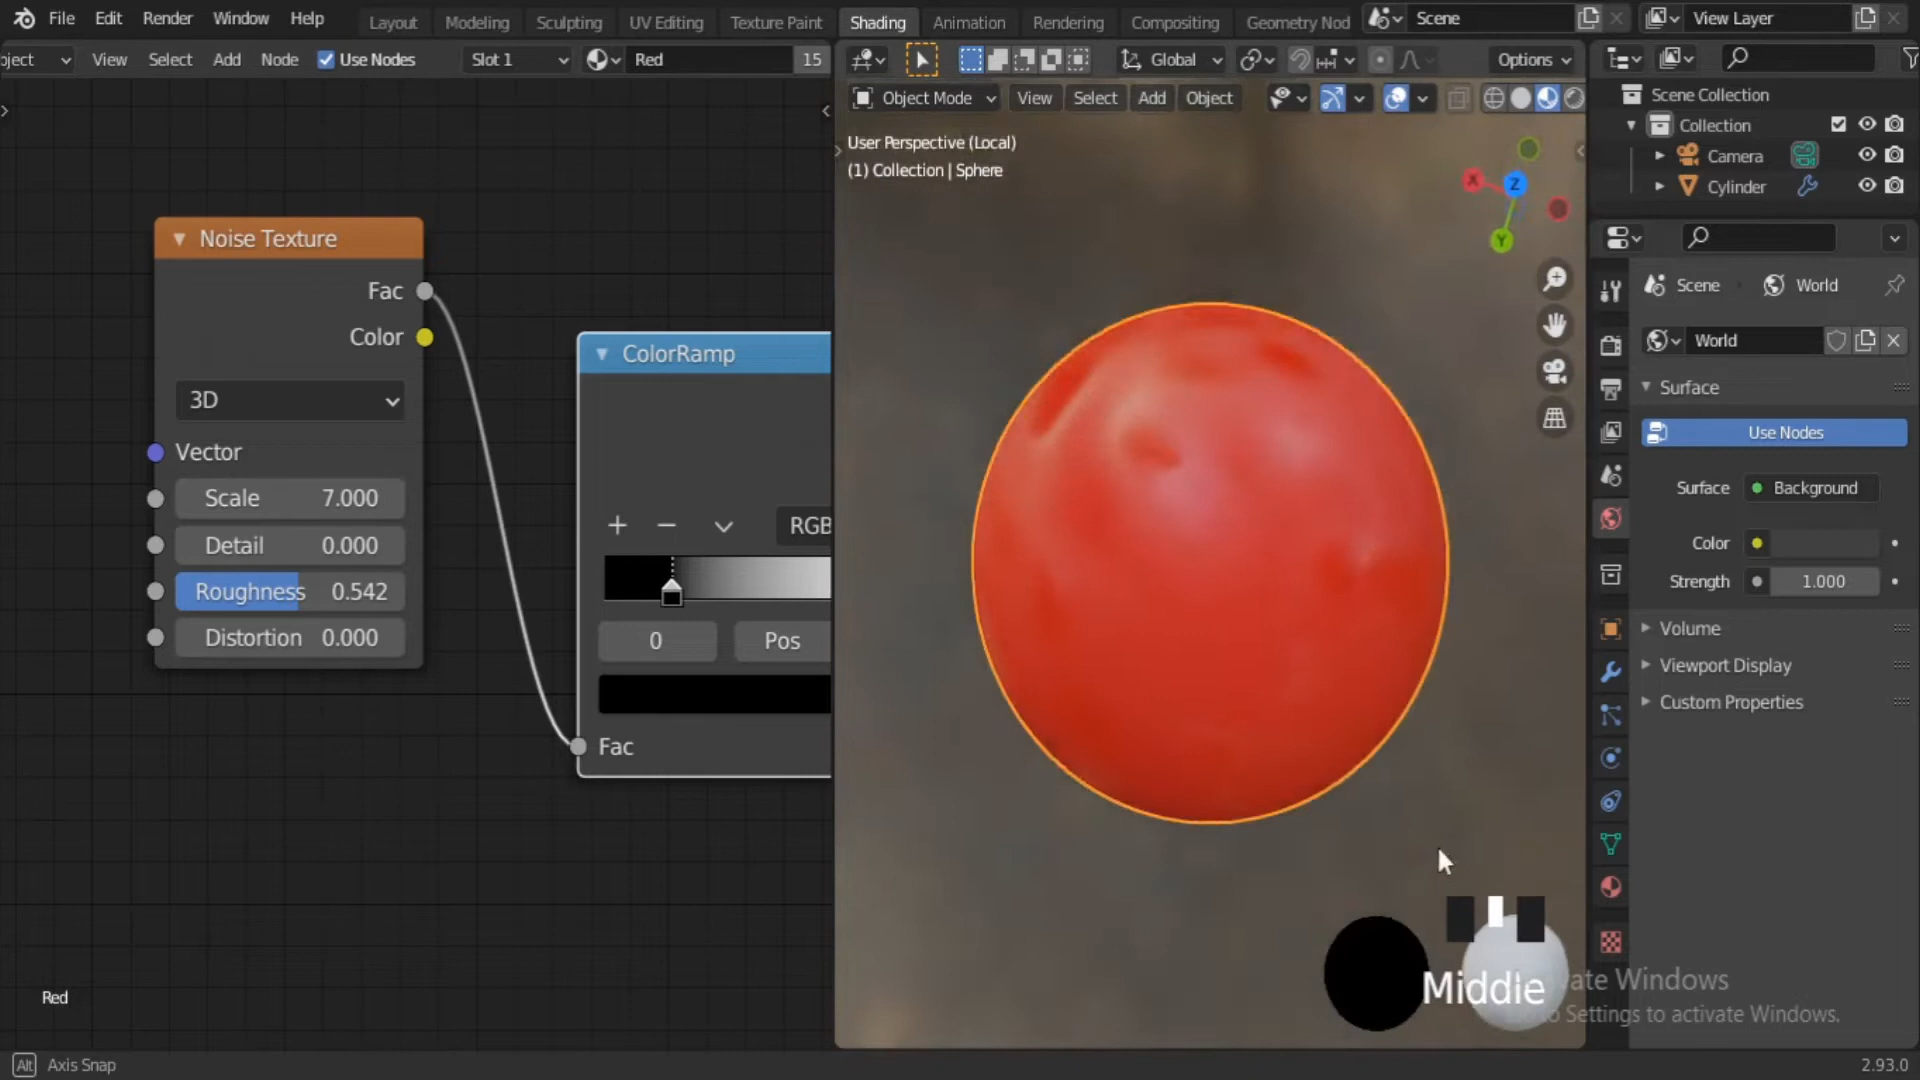 File Edit Render Window Help Layout Modeling Sculpting UV Editing Texture Paint Shading Animation Rendering Compositing Geometry Nod Scene View Layer
ject View Select Add Node Use Nodes Slot 1 Red 15 Global Options
Object Mode View Select Add Object
Scene Collection
Collection
Camera
Cylinder
User Perspective (Local)
(1) Collection | Sphere
X
Z
Y
Noise Texture
Fac
Color
3D
Vector
Scale 7.000
Detail 0.000
Roughness 0.542
Distortion 0.000
ColorRamp
RGB
0 Pos
Fac
Scene World
World
Surface
Use Nodes
Surface Background
Color
Strength 1.000
Volume
Viewport Display
Custom Properties
Red
Middle
ate Windows
to Settings to activate Windows.
Alt Axis Snap
2.93.0